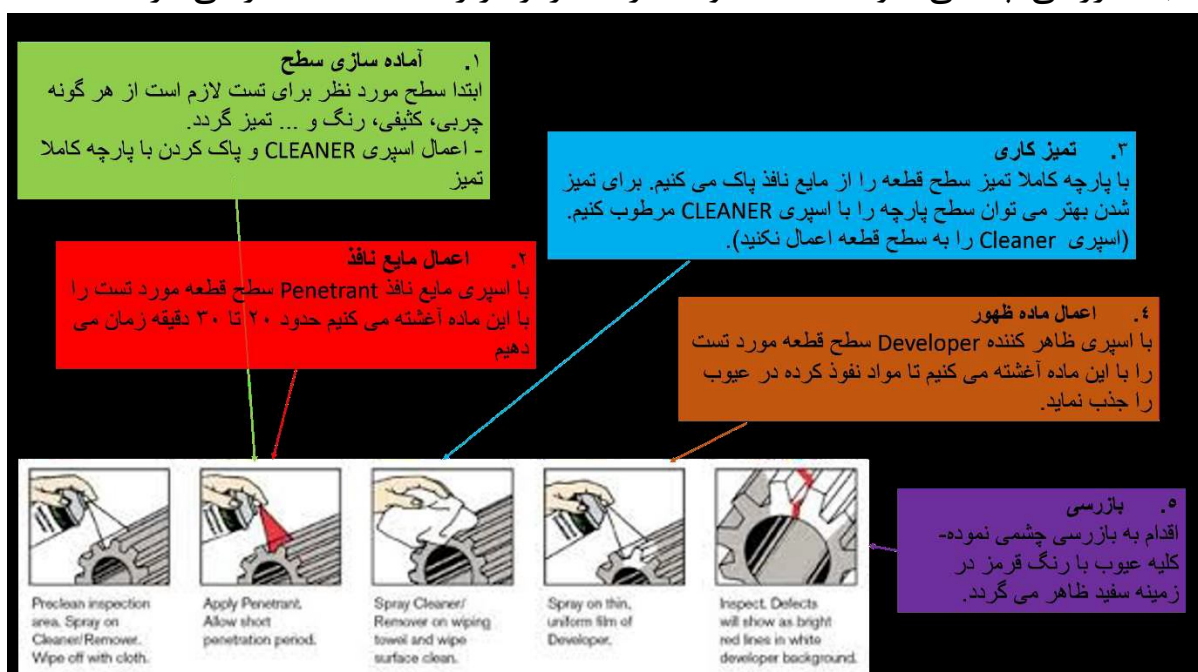 ۱. آماده سازی سطح
ابتدا سطح مورد نظر برای تست لازم است از هر گونه
چربی، کثیفی، رنگ و ... تمیز گردد.
- اعمال اسپری CLEANER و پاک کردن با پارچه کاملا
تمیز
۲. اعمال مایع نافذ
با اسپری مایع نافذ Penetrant سطح قطعه مورد تست را
با این ماده آغشته می کنیم حدود ۲۰ تا ۳۰ دقیقه زمان می
دهیم
۳. تمیز کاری
با پارچه کاملا تمیز سطح قطعه را از مایع نافذ پاک می کنیم. برای تمیز
شدن بهتر می توان سطح پارچه را با اسپری CLEANER مرطوب کنیم.
(اسپری Cleaner را به سطح قطعه اعمال نکنید).
٤. اعمال ماده ظهور
با اسپری ظاهر کننده Developer سطح قطعه مورد تست
را با این ماده آغشته می کنیم تا مواد نفوذ کرده در عیوب
را جذب نماید.
۵. بازرسی
اقدام به بازرسی چشمی نموده-
کلیه عیوب با رنگ قرمز در
زمینه سفید ظاهر می گردد.
Preclean inspection
area. Spray on
Cleaner/Remover.
Wipe off with cloth.
Apply Penetrant.
Allow short
penetration period.
Spray Cleaner/
Remover on wiping
towel and wipe
surface clean.
Spray on thin,
uniform film of
Developer.
Inspect. Defects
will show as bright
red lines in white
developer background.